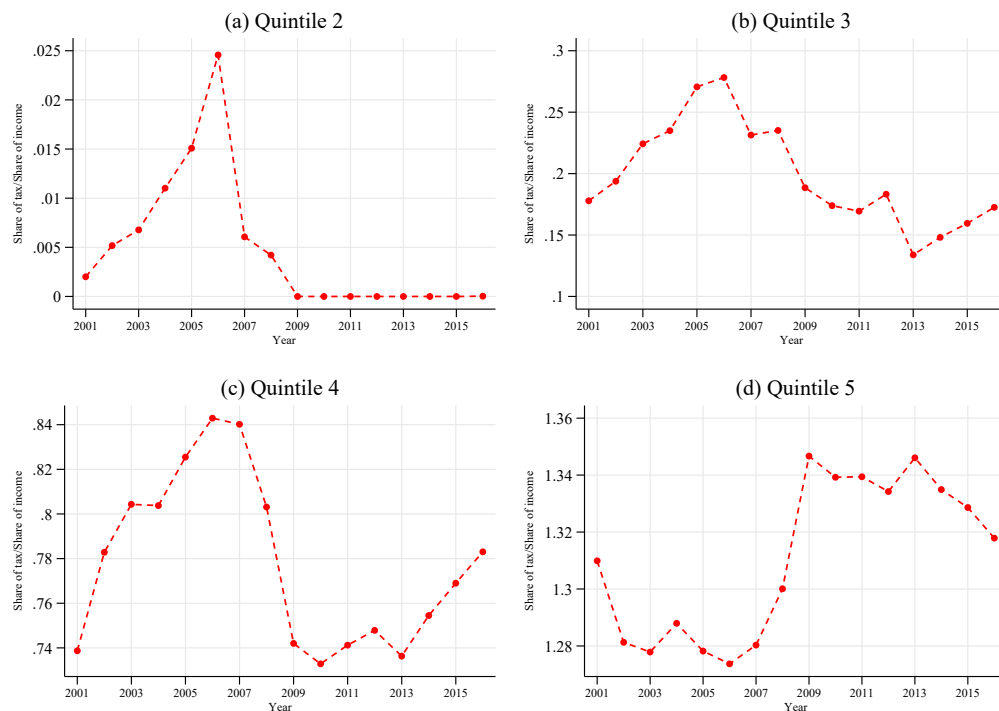 (a) Quintile 2
Share of tax/Share of income
.025
.02
.015
.01
.005
0
2001 2003 2005 2007 2009 2011 2013 2015
Year
(b) Quintile 3
Share of tax/Share of income
.3
.25
.2
.15
.1
2001 2003 2005 2007 2009 2011 2013 2015
Year
(c) Quintile 4
Share of tax/Share of income
.84
.82
.8
.78
.76
.74
2001 2003 2005 2007 2009 2011 2013 2015
Year
(d) Quintile 5
Share of tax/Share of income
1.36
1.34
1.32
1.3
1.28
2001 2003 2005 2007 2009 2011 2013 2015
Year